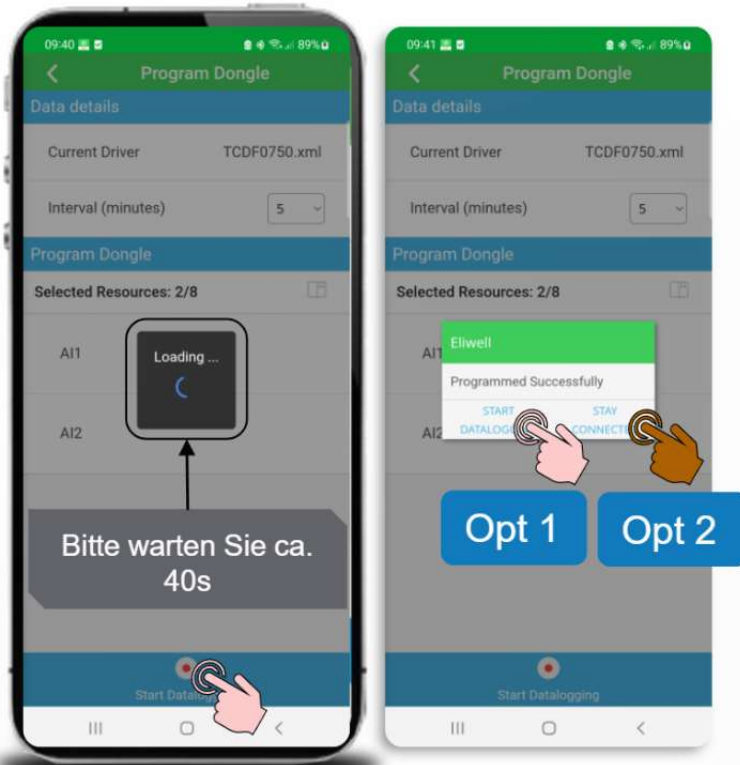 09:40
89%
Program Dongle
Data details
Current Driver TCDF0750.xml
Interval (minutes) 5
Program Dongle
Selected Resources: 2/8
AI1
Loading ...
AI2
Bitte warten Sie ca.
40s
Start
09:41
89%
Program Dongle
Data details
Current Driver TCDF0750.xml
Interval (minutes) 5
Program Dongle
Selected Resources: 2/8
Eliwell
Programmed Successfully
START STAY
AI2
Opt 1 Opt 2
Start Datalogging